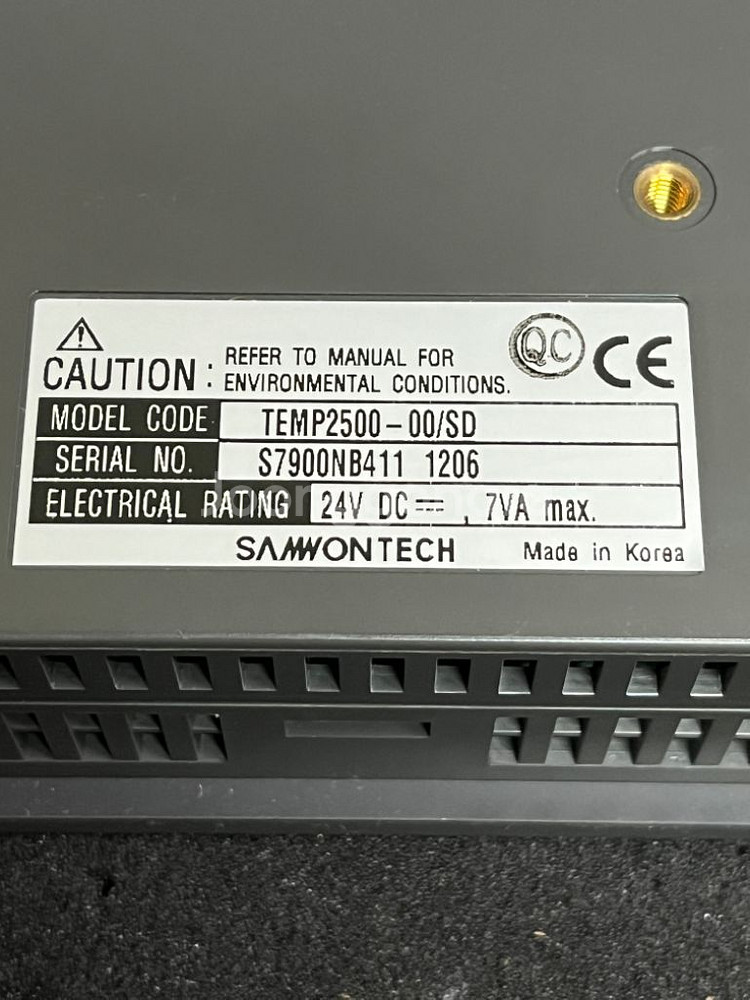 CAUTION : REFER TO MANUAL FOR
ENVIRONMENTAL CONDITIONS.
QC CE
MODEL CODE TEMP2500-00/SD
SERIAL NO. S7900NB411 1206
ELECTRICAL RATING 24V DC⎓, 7VA max.
SAMWONTECH Made in Korea